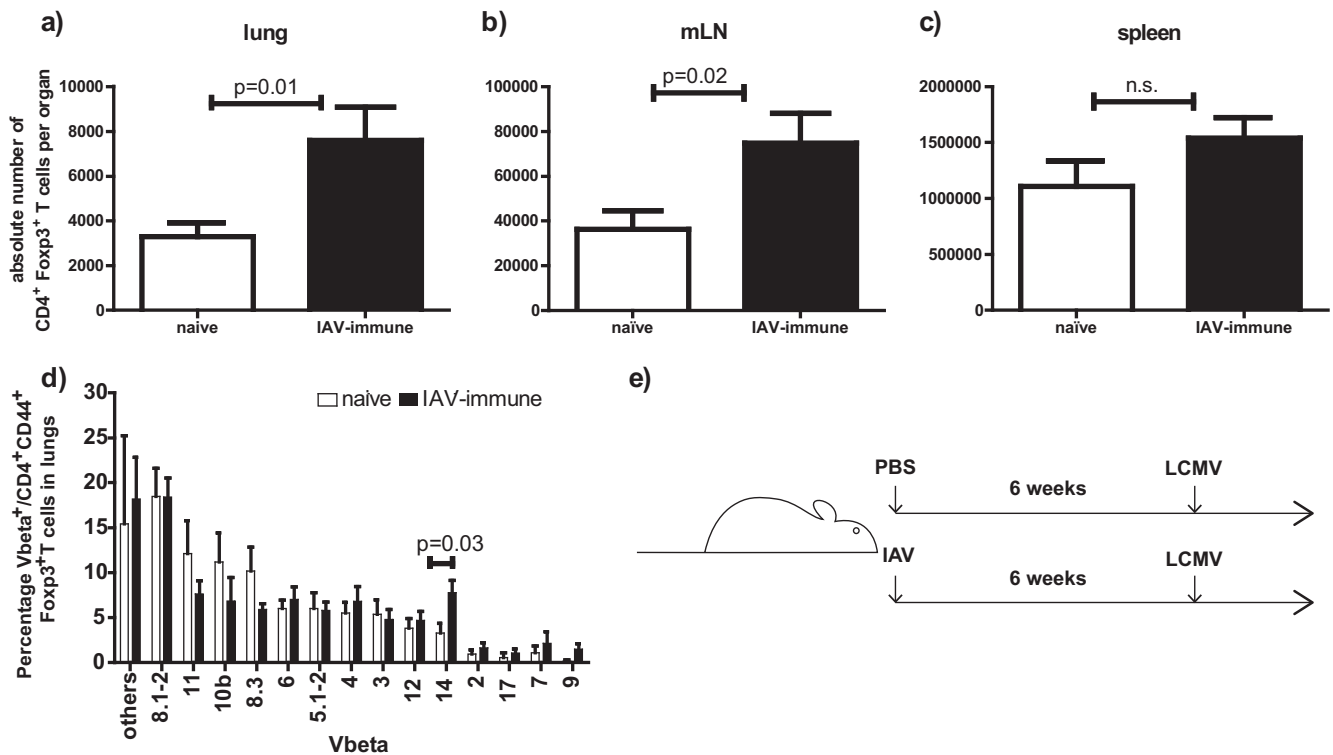 a)
lung
absolute number of
CD4+ Foxp3+ T cells per organ
10000
8000
6000
4000
2000
0
p=0.01
naive
IAV-immune
b)
mLN
100000
80000
60000
40000
20000
0
p=0.02
naïve
IAV-immune
c)
spleen
2000000
1500000
1000000
500000
0
n.s.
naïve
IAV-immune
d)
Percentage Vbeta+/CD4+CD44+
Foxp3+T cells in lungs
30
25
20
15
10
5
0
naive
IAV-immune
p=0.03
others
8.1-2
11
10b
8.3
6
5.1-2
4
3
12
14
2
17
7
9
Vbeta
e)
PBS
6 weeks
LCMV
IAV
6 weeks
LCMV